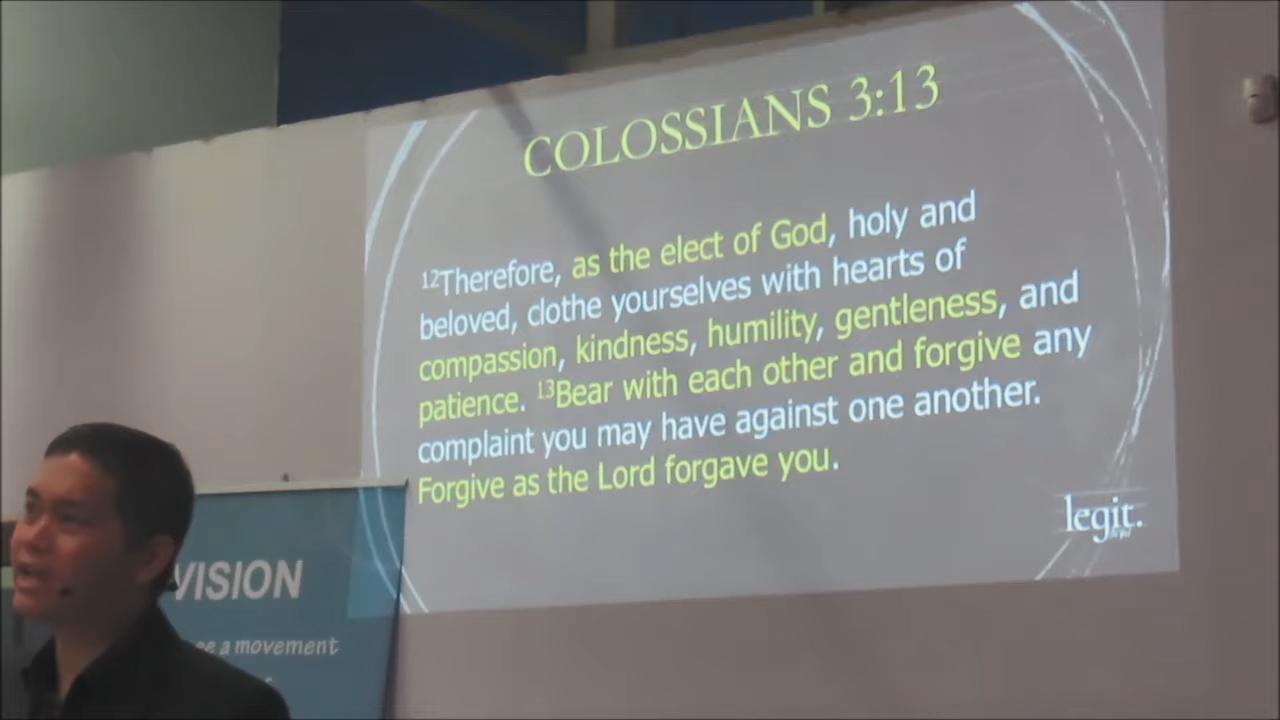 COLOSSIANS 3:13
¹²Therefore, as the elect of God, holy and
beloved, clothe yourselves with hearts of
compassion, kindness, humility, gentleness, and
patience. ¹³Bear with each other and forgive any
complaint you may have against one another.
Forgive as the Lord forgave you.
legit.
VISION
a movement